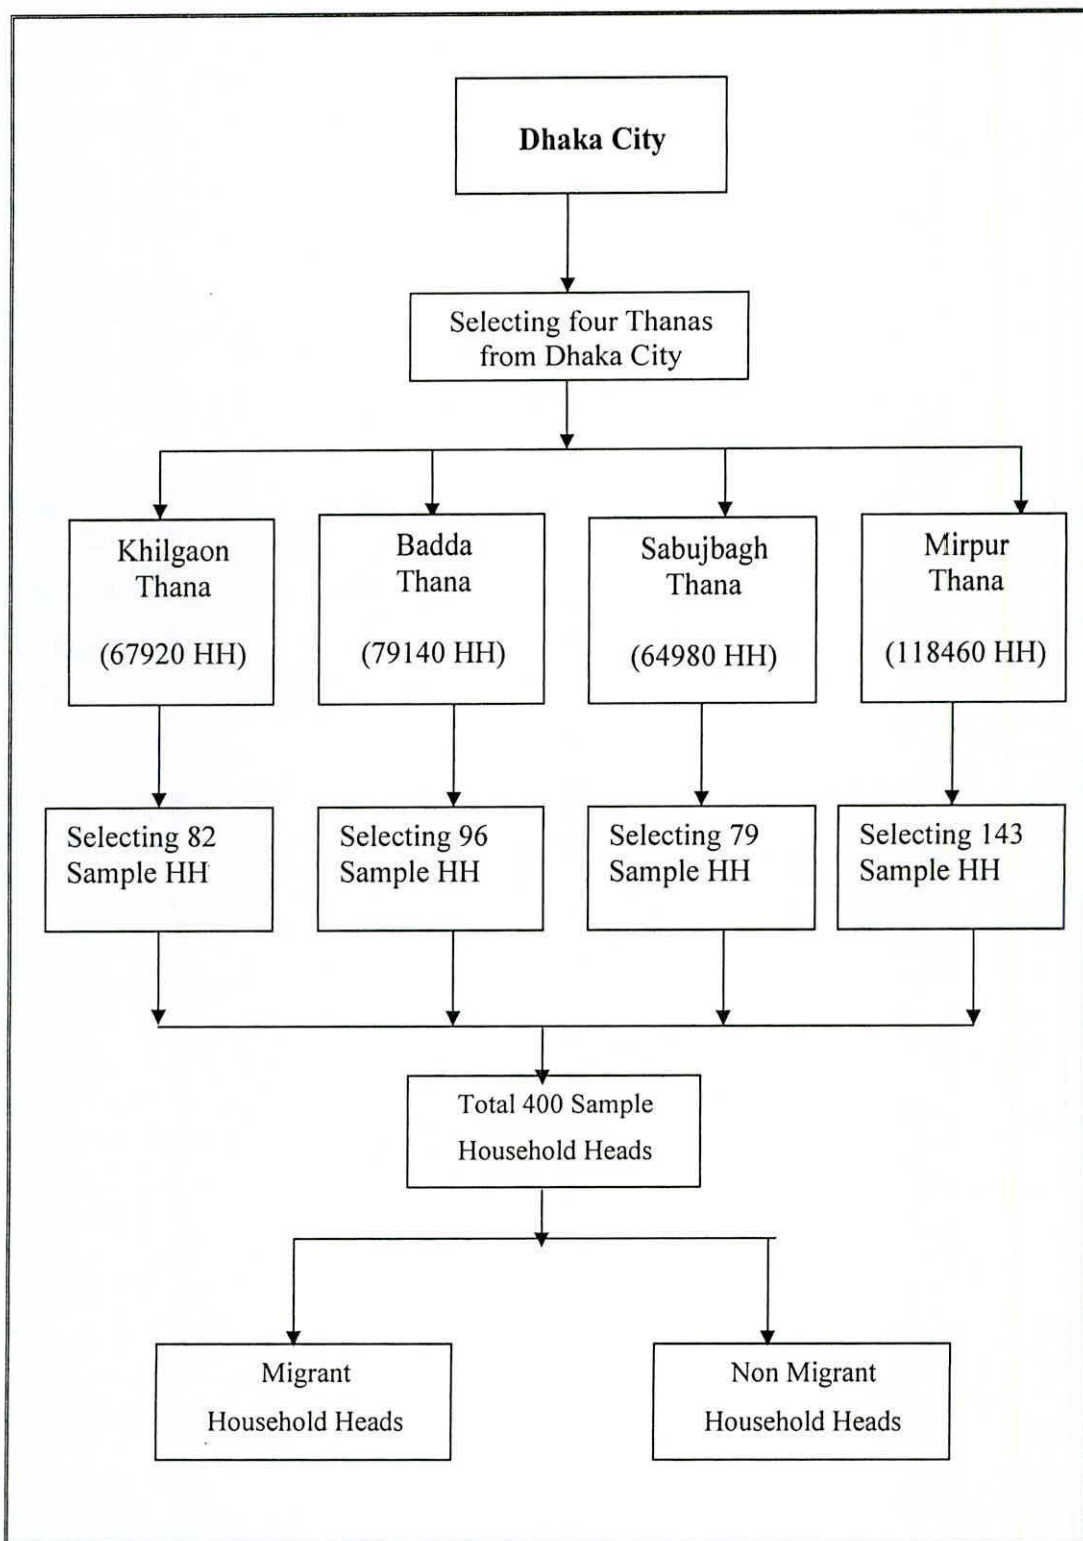 Dhaka City
Selecting four Thanas
from Dhaka City
Khilgaon
Thana
(67920 HH)
Badda
Thana
(79140 HH)
Sabujbagh
Thana
(64980 HH)
Mirpur
Thana
(118460 HH)
Selecting 82
Sample HH
Selecting 96
Sample HH
Selecting 79
Sample HH
Selecting 143
Sample HH
Total 400 Sample
Household Heads
Migrant
Household Heads
Non Migrant
Household Heads